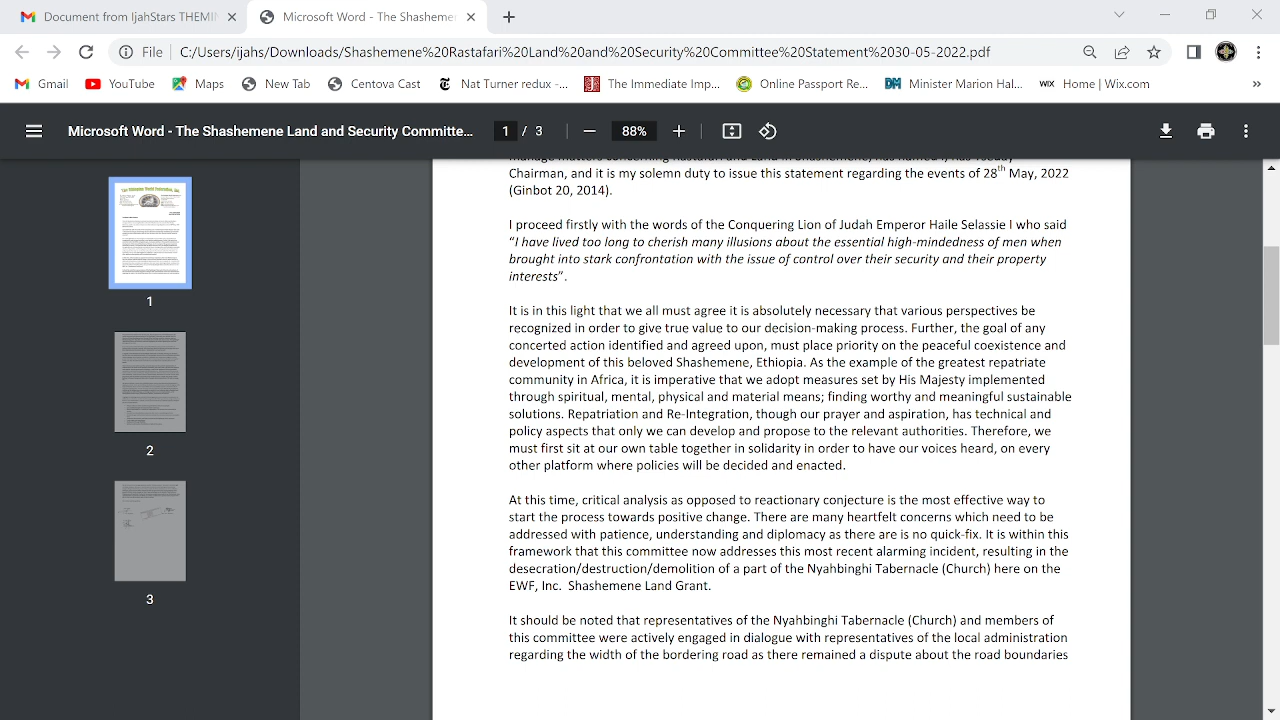 Document from IjahStars THEMIN
Microsoft Word - The Shasheme
File
C:/Users/ijahs/Downloads/Shashemene%20Rastafari%20Land%20and%20Security%20Committee%20Statement%2030-05-2022.pdf
Gmail
YouTube
Maps
New Tab
Centova Cast
Nat Turner redux -...
The Immediate Imp...
Online Passport Re...
Minister Marion Hal...
WIX Home | Wix.com
»
Microsoft Word - The Shashemene Land and Security Committe...
1 / 3
88%
Chairman, and it is my solemn duty to issue this statement regarding the events of 28th May, 2022
(Ginbot 20, 2014).
I proceed firstly with the words of the Conquering Lion of Judah Emperor Haile Selassie I who said
"I have lived too long to cherish many illusions about the essential high-mindedness of men when
brought into stark confrontation with the issue of control over their security and their property
interests".
It is in this light that we all must agree it is absolutely necessary that various perspectives be
recognized in order to give true value to our decision-making process. Further, the goal of any
concerted action identified and agreed upon, must place priority on the peaceful coexistence and
development of this beloved Shashemene, Ethiopia. As the example of the greatest repatriate
community in Africa, it is imperative that we adopt measures set by His Majesty implemented
through spiritual, mental, physical and material means; finding worthy and meaningful sustainable
solutions. Repatriation and Re-Integration, though our prayer and aspiration, has technical and
policy aspects that only we can develop and propose to the relevant authorities. Therefore, we
must first sit at our own table together in solidarity in order to have our voices heard, on every
other platform where policies will be decided and enacted.
At this time, critical analysis as opposed to reactionary conjecture is the most effective way to
start the process towards positive change. There are many heartfelt concerns which need to be
addressed with patience, understanding and diplomacy as there are is no quick-fix. It is within this
framework that this committee now addresses this most recent alarming incident, resulting in the
desecration/destruction/demolition of a part of the Nyahbinghi Tabernacle (Church) here on the
EWF, Inc. Shashemene Land Grant.
It should be noted that representatives of the Nyahbinghi Tabernacle (Church) and members of
this committee were actively engaged in dialogue with representatives of the local administration
regarding the width of the bordering road as there remained a dispute about the road boundaries
1
2
3